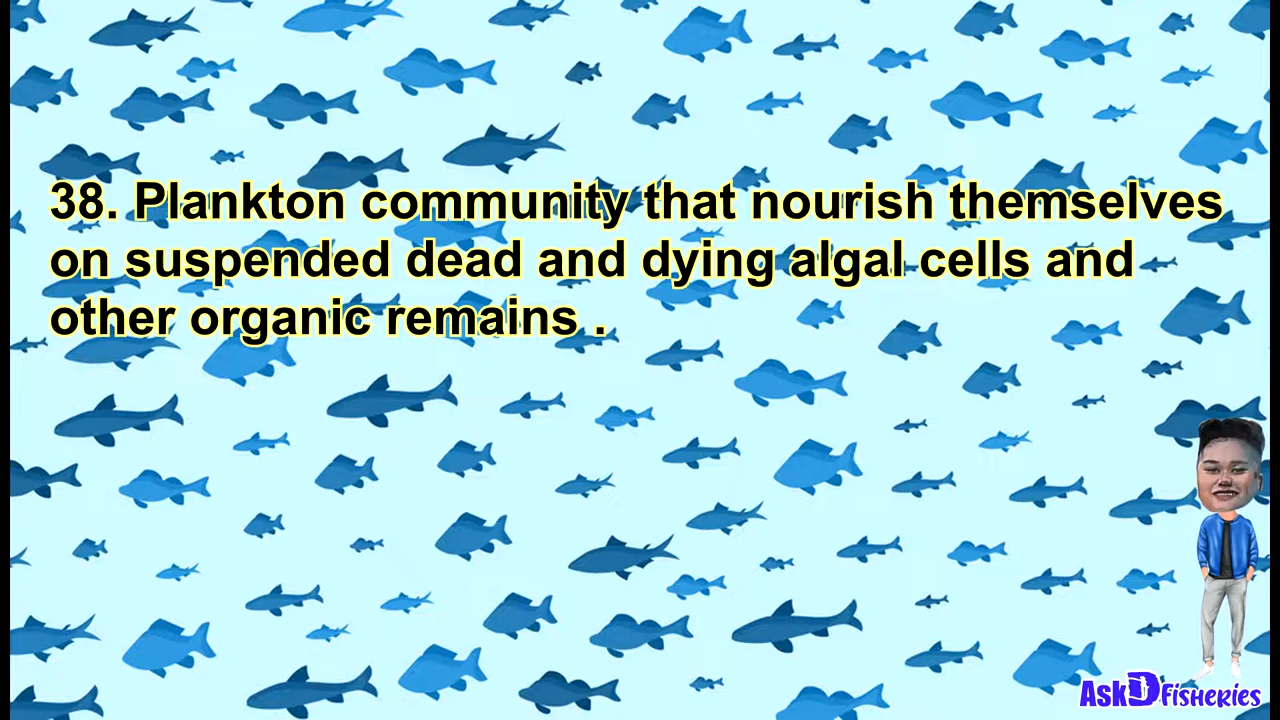 38. Plankton community that nourish themselves
on suspended dead and dying algal cells and
other organic remains .
AskD Fisheries